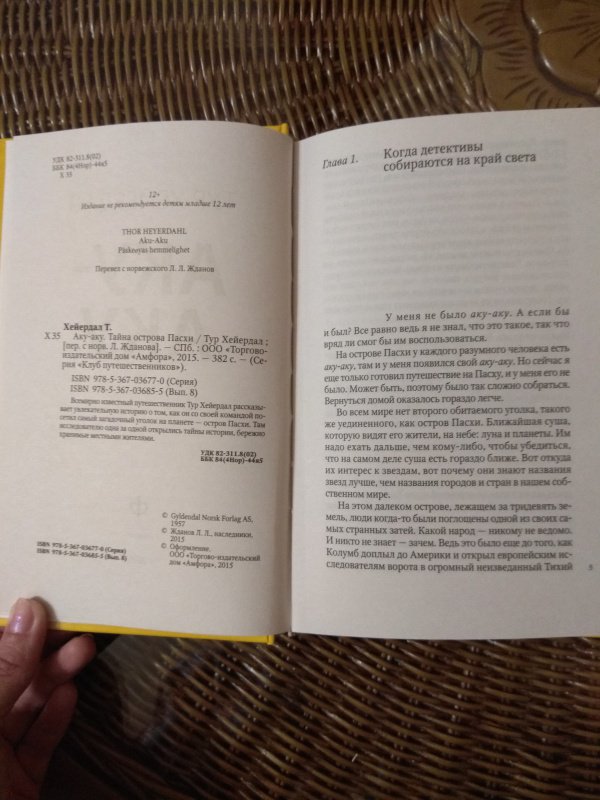 УДК 82-311.8(02)
ББК 84(4Нор)-44я5
Х 35
12+
Издание не рекомендуется детям младше 12 лет
THOR HEYERDAHL
Aku-Aku
Påskeøyas hemmelighet
Перевел с норвежского Л. Л. Жданов
Хейердал Т.
Х 35 Аку-аку. Тайна острова Пасхи / Тур Хейердал ;
[пер. с норв. Л. Жданова]. — СПб. : ООО «Торгово-
издательский дом «Амфора», 2015. — 382 с. — (Се-
рия «Клуб путешественников»).
ISBN 978-5-367-03677-0 (Серия)
ISBN 978-5-367-03685-5 (Вып. 8)
Всемирно известный путешественник Тур Хейердал рассказы-
вает увлекательную историю о том, как он со своей командой по-
сетил самый загадочный уголок на планете — остров Пасхи. Там
исследователю одна за одной открылись тайны истории, бережно
хранимые местными жителями.
УДК 82-311.8(02)
ББК 84(4Нор)-44я5
© Gyldendal Norsk Forlag AS,
1957
© Жданов Л. Л., наследники,
2015
© Оформление.
ООО «Торгово-издательский
дом «Амфора», 2015
ISBN 978-5-367-03677-0 (Серия)
ISBN 978-5-367-03685-5 (Вып. 8)
Глава 1. Когда детективы
собираются на край света
У меня не было аку-аку. А если бы
и был? Все равно ведь я не знал, что это такое, так что
вряд ли смог бы им воспользоваться.
На острове Пасхи у каждого разумного человека есть
аку-аку, там и у меня появился свой аку-аку. Но сейчас я
еще только готовил путешествие на Пасху, и у меня его не
было. Может быть, поэтому было так сложно собраться.
Вернуться домой оказалось гораздо легче.
Во всем мире нет второго обитаемого уголка, такого
же уединенного, как остров Пасхи. Ближайшая суша,
которую видят его жители, на небе: луна и планеты. Им
надо ехать дальше, чем кому-либо, чтобы убедиться,
что на самом деле суша есть гораздо ближе. Вот откуда
их интерес к звездам, вот почему они знают названия
звезд лучше, чем названия городов и стран в нашем соб-
ственном мире.
На этом далеком острове, лежащем за тридевять зе-
мель, люди когда-то были поглощены одной из своих са-
мых странных затей. Какой народ — никому не ведомо.
И никто не знает — зачем. Ведь это было еще до того, как
Колумб доплыл до Америки и открыл европейским ис-
следователям ворота в огромный неизведанный Тихий
5